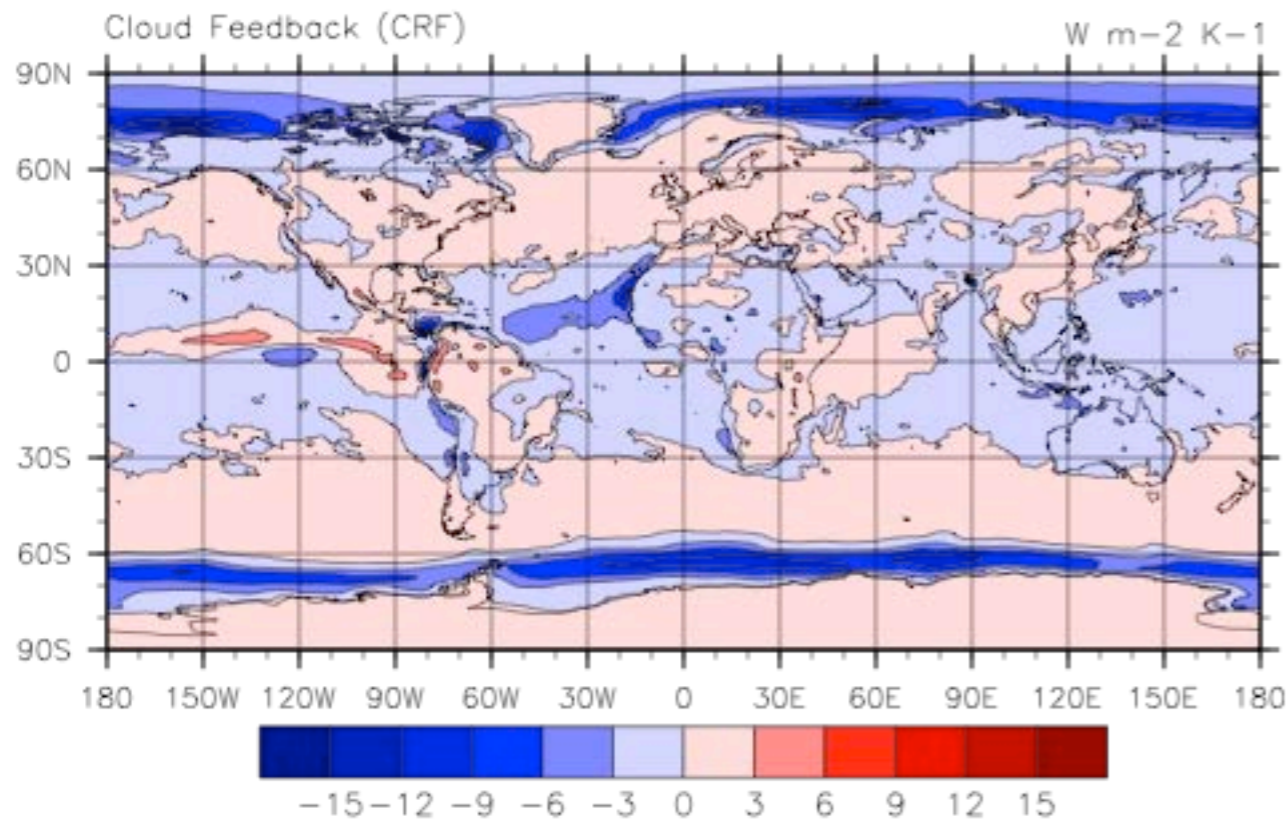 Cloud Feedback (CRF) W m-2 K-1
90N
60N
30N
0
30S
60S
90S
180 150W 120W 90W 60W 30W 0 30E 60E 90E 120E 150E 180
-15 -12 -9 -6 -3 0 3 6 9 12 15